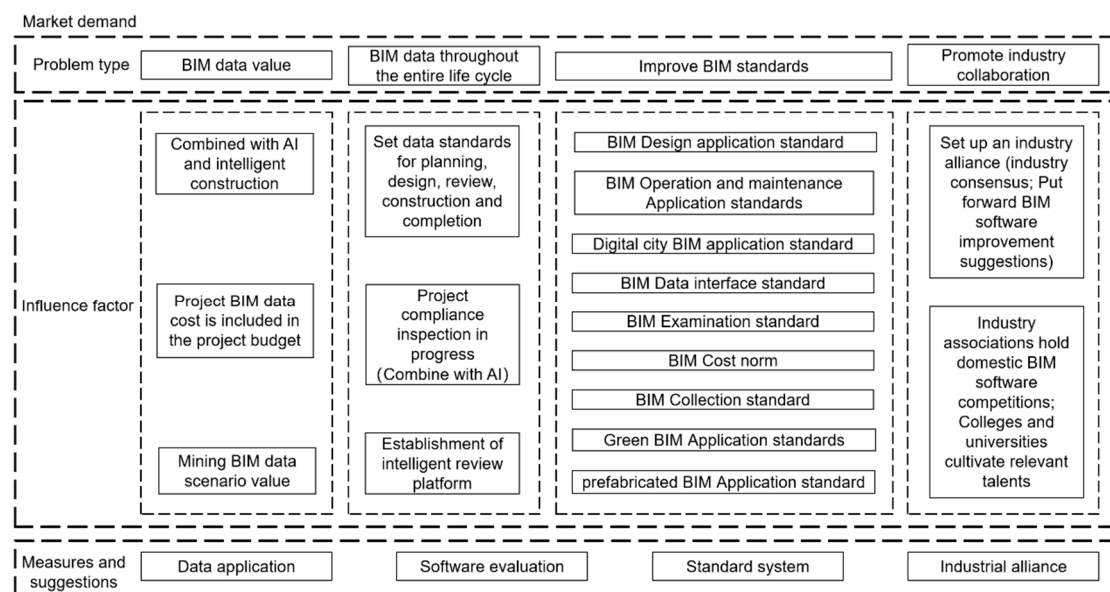 Market demand
Problem type
BIM data value
BIM data throughout
the entire life cycle
Improve BIM standards
Promote industry
collaboration
Influence factor
Combined with AI
and intelligent
construction
Project BIM data
cost is included in
the project budget
Mining BIM data
scenario value
Set data standards
for planning,
design, review,
construction and
completion
Project
compliance
inspection in
progress
(Combine with AI)
Establishment of
intelligent review
platform
BIM Design application standard
BIM Operation and maintenance
Application standards
Digital city BIM application standard
BIM Data interface standard
BIM Examination standard
BIM Cost norm
BIM Collection standard
Green BIM Application standards
prefabricated BIM Application standard
Set up an industry
alliance (industry
consensus; Put
forward BIM
software
improvement
suggestions)
Industry
associations hold
domestic BIM
software
competitions;
Colleges and
universities
cultivate relevant
talents
Measures and
suggestions
Data application
Software evaluation
Standard system
Industrial alliance